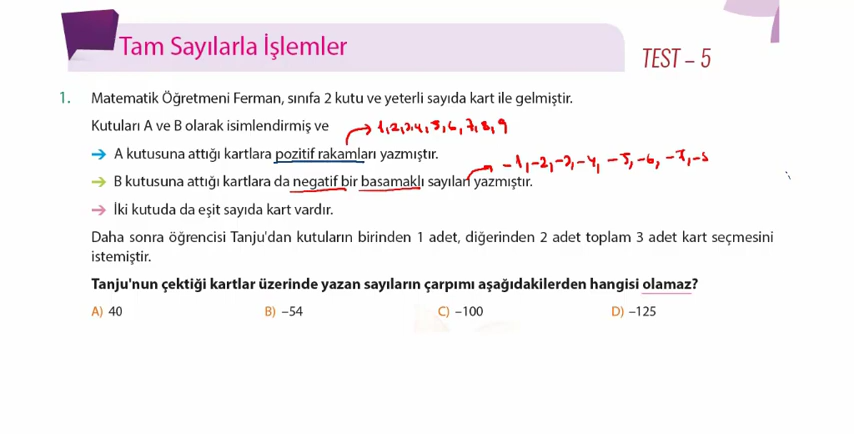 Tam Sayılarla İşlemler
TEST – 5
1. Matematik Öğretmeni Ferman, sınıfa 2 kutu ve yeterli sayıda kart ile gelmiştir.
Kutuları A ve B olarak isimlendirmiş ve
→ 1,2,3,4,5,6,7,8,9
→ A kutusuna attığı kartlara pozitif rakamları yazmıştır.
→ -1,-2,-3,-4,-5,-6,-7,-8
→ B kutusuna attığı kartlara da negatif bir basamaklı sayıları yazmıştır.
→ İki kutuda da eşit sayıda kart vardır.
Daha sonra öğrencisi Tanju'dan kutuların birinden 1 adet, diğerinden 2 adet toplam 3 adet kart seçmesini
istemiştir.
Tanju'nun çektiği kartlar üzerinde yazan sayıların çarpımı aşağıdakilerden hangisi olamaz?
A) 40 B) –54 C) –100 D) –125